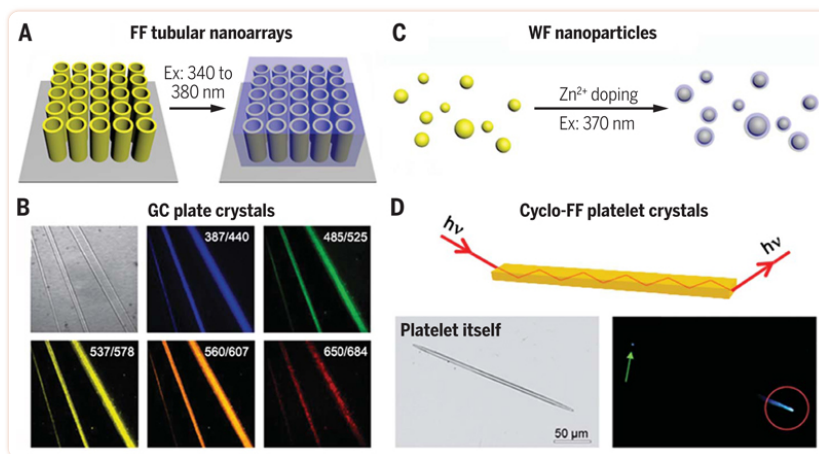 A
FF tubular nanoarrays
Ex: 340 to
380 nm
B
GC plate crystals
387/440
485/525
537/578
560/607
650/684
C
WF nanoparticles
Zn²⁺ doping
Ex: 370 nm
D
Cyclo-FF platelet crystals
hν
hν
Platelet itself
50 μm